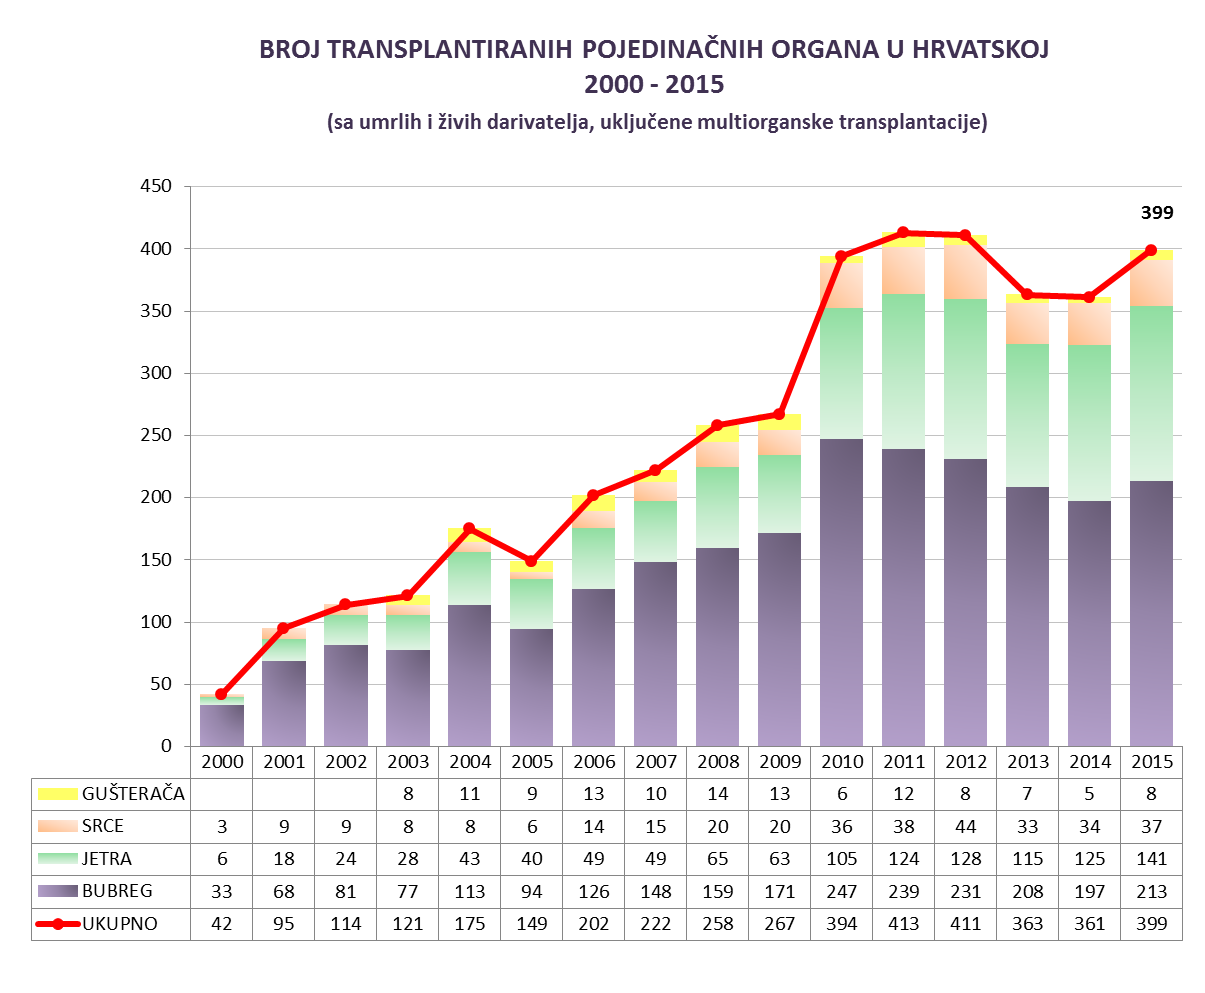 BROJ TRANSPLANTIRANIH POJEDINAČNIH ORGANA U HRVATSKOJ
2000 - 2015
(sa umrlih i živih darivatelja, uključene multiorganske transplantacije)
450
399
400
350
300
250
200
150
100
50
0
2000 2001 2002 2003 2004 2005 2006 2007 2008 2009 2010 2011 2012 2013 2014 2015
GUŠTERAČA 8 11 9 13 10 14 13 6 12 8 7 5 8
SRCE 3 9 9 8 8 6 14 15 20 20 36 38 44 33 34 37
JETRA 6 18 24 28 43 40 49 49 65 63 105 124 128 115 125 141
BUBREG 33 68 81 77 113 94 126 148 159 171 247 239 231 208 197 213
UKUPNO 42 95 114 121 175 149 202 222 258 267 394 413 411 363 361 399